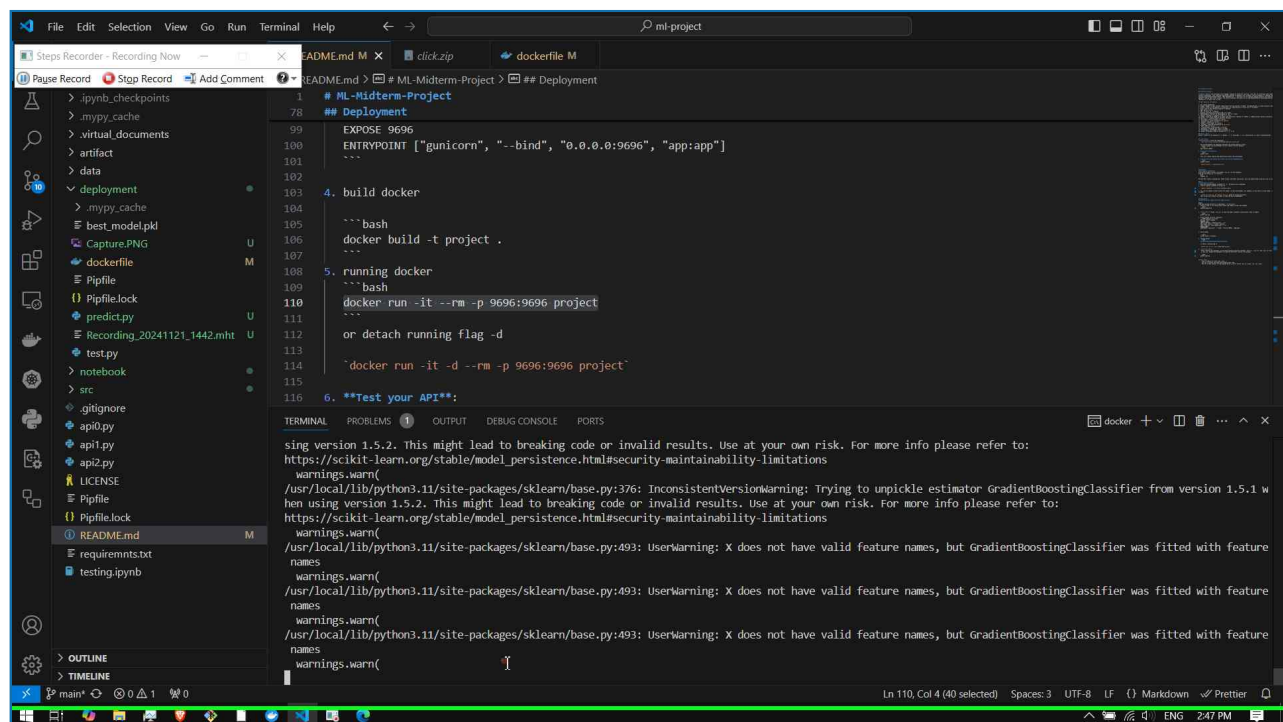 File Edit Selection View Go Run Terminal Help
ml-project
Steps Recorder - Recording Now
README.md M
click.zip
dockerfile M
Pause Record Stop Record Add Comment
README.md > # ML-Midterm-Project > ## Deployment
.ipynb_checkpoints
.mypy_cache
.virtual_documents
artifact
data
deployment
.mypy_cache
best_model.pkl
Capture.PNG U
dockerfile M
Pipfile
Pipfile.lock
predict.py U
Recording_20241121_1442.mht U
test.py
notebook
src
.gitignore
api0.py
api1.py
api2.py
LICENSE
Pipfile
Pipfile.lock
README.md M
requiremnts.txt
testing.ipynb
OUTLINE
TIMELINE
10
1 # ML-Midterm-Project
78 ## Deployment
99 EXPOSE 9696
100 ENTRYPOINT ["gunicorn", "--bind", "0.0.0.0:9696", "app:app"]
101 ```
102
103 4. build docker
104
105 ```bash
106 docker build -t project .
107 ```
108 5. running docker
109 ```bash
110 docker run -it --rm -p 9696:9696 project
111 ```
112 or detach running flag -d
113
114 `docker run -it -d --rm -p 9696:9696 project`
115
116 6. **Test your API**:
TERMINAL PROBLEMS 1 OUTPUT DEBUG CONSOLE PORTS
docker
sing version 1.5.2. This might lead to breaking code or invalid results. Use at your own risk. For more info please refer to:
https://scikit-learn.org/stable/model_persistence.html#security-maintainability-limitations
warnings.warn(
/usr/local/lib/python3.11/site-packages/sklearn/base.py:376: InconsistentVersionWarning: Trying to unpickle estimator GradientBoostingClassifier from version 1.5.1 w
hen using version 1.5.2. This might lead to breaking code or invalid results. Use at your own risk. For more info please refer to:
https://scikit-learn.org/stable/model_persistence.html#security-maintainability-limitations
warnings.warn(
/usr/local/lib/python3.11/site-packages/sklearn/base.py:493: UserWarning: X does not have valid feature names, but GradientBoostingClassifier was fitted with feature
names
warnings.warn(
/usr/local/lib/python3.11/site-packages/sklearn/base.py:493: UserWarning: X does not have valid feature names, but GradientBoostingClassifier was fitted with feature
names
warnings.warn(
/usr/local/lib/python3.11/site-packages/sklearn/base.py:493: UserWarning: X does not have valid feature names, but GradientBoostingClassifier was fitted with feature
names
warnings.warn(
main* 0 1 0
Ln 110, Col 4 (40 selected) Spaces: 3 UTF-8 LF {} Markdown Prettier
ENG 2:47 PM